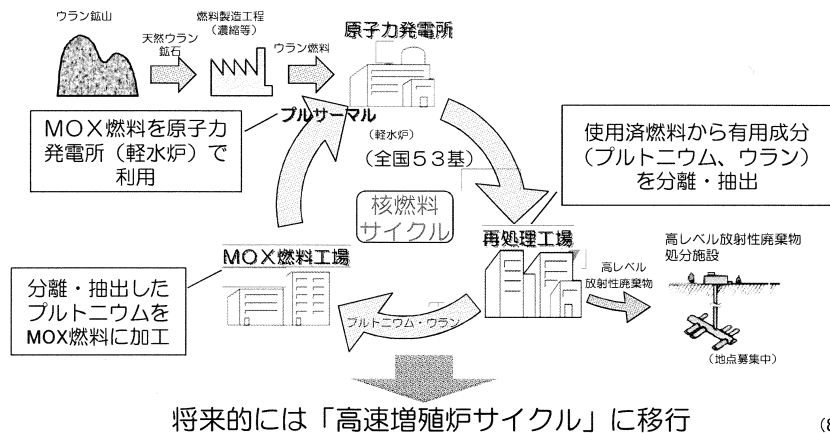 ウラン鉱山
天然ウラン
鉱石
燃料製造工程
(濃縮等)
ウラン燃料
原子力発電所
プルサーマル
MOX燃料を原子力
発電所(軽水炉)で
利用
(軽水炉)
(全国53基)
使用済燃料から有用成分
(プルトニウム、ウラン)
を分離・抽出
核燃料
サイクル
再処理工場
高レベル放射性廃棄物
処分施設
高レベル
放射性廃棄物
(地点募集中)
MOX燃料工場
分離・抽出した
プルトニウムを
MOX燃料に加工
プルトニウム・ウラン
将来的には「高速増殖炉サイクル」に移行